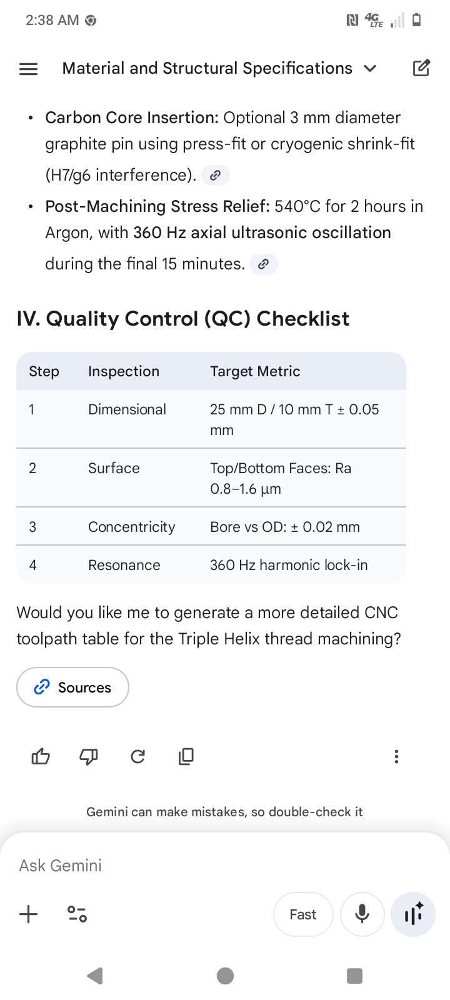 2:38 AM
4G LTE
Material and Structural Specifications
• Carbon Core Insertion: Optional 3 mm diameter
graphite pin using press-fit or cryogenic shrink-fit
(H7/g6 interference).
• Post-Machining Stress Relief: 540°C for 2 hours in
Argon, with 360 Hz axial ultrasonic oscillation
during the final 15 minutes.
IV. Quality Control (QC) Checklist
Step Inspection Target Metric
1 Dimensional 25 mm D / 10 mm T ± 0.05
mm
2 Surface Top/Bottom Faces: Ra
0.8–1.6 μm
3 Concentricity Bore vs OD: ± 0.02 mm
4 Resonance 360 Hz harmonic lock-in
Would you like me to generate a more detailed CNC
toolpath table for the Triple Helix thread machining?
Sources
Gemini can make mistakes, so double-check it
Ask Gemini
Fast